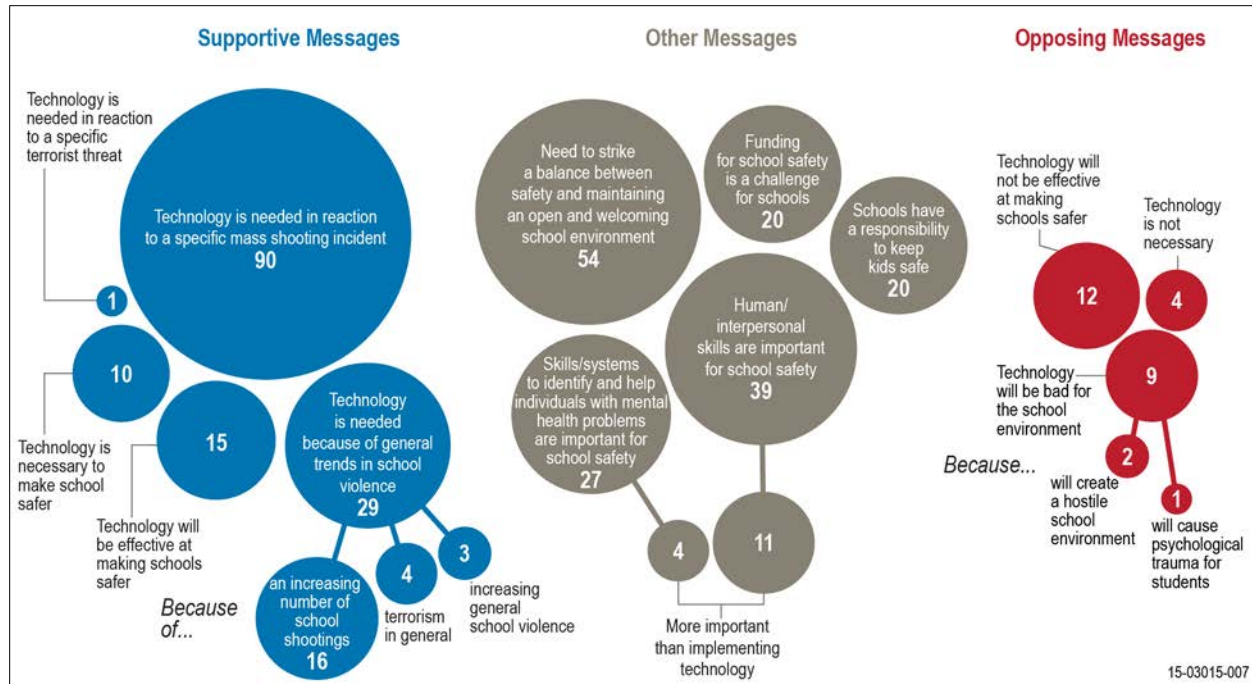 Supportive Messages
Technology is
needed in reaction
to a specific
terrorist threat
Technology is needed in reaction
to a specific mass shooting incident
90
1
10
Technology is
necessary to
make school
safer
15
Technology will
be effective at
making schools
safer
Technology
is needed
because of general
trends in school
violence
29
Because
of...
an increasing
number of
school
shootings
16
4
terrorism
in general
3
increasing
general
school violence
Other Messages
Need to strike
a balance between
safety and maintaining
an open and welcoming
school environment
54
Funding
for school safety
is a challenge
for schools
20
Schools have
a responsibility
to keep
kids safe
20
Human/
interpersonal
skills are important
for school safety
39
Skills/systems
to identify and help
individuals with mental
health problems
are important for
school safety
27
4
11
More important
than implementing
technology
Opposing Messages
Technology will
not be effective
at making
schools safer
12
Technology
is not
necessary
4
Technology
will be bad for
the school
environment
9
Because...
2
will create
a hostile
school
environment
1
will cause
psychological
trauma for
students
15-03015-007